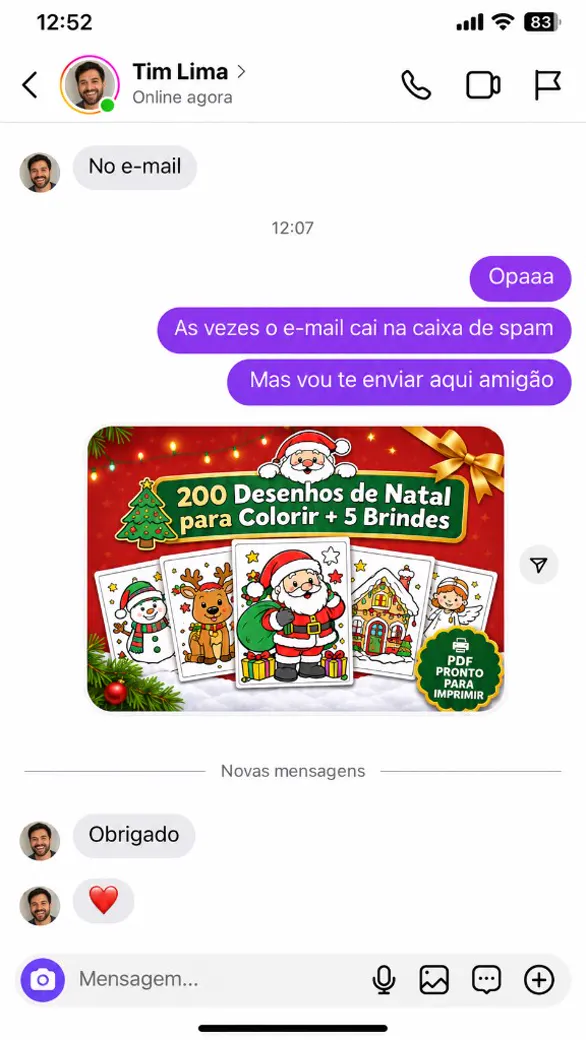 12:52
83
Tim Lima
Online agora
No e-mail
12:07
Opaaa
As vezes o e-mail cai na caixa de spam
Mas vou te enviar aqui amigão
200 Desenhos de Natal
para Colorir + 5 Brindes
PDF
PRONTO
PARA
IMPRIMIR
Novas mensagens
Obrigado
Mensagem...